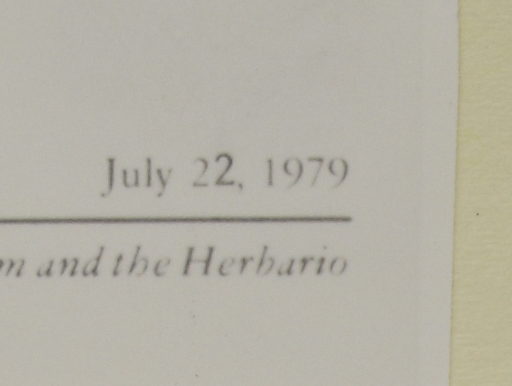 July 22, 1979
and the Herbario